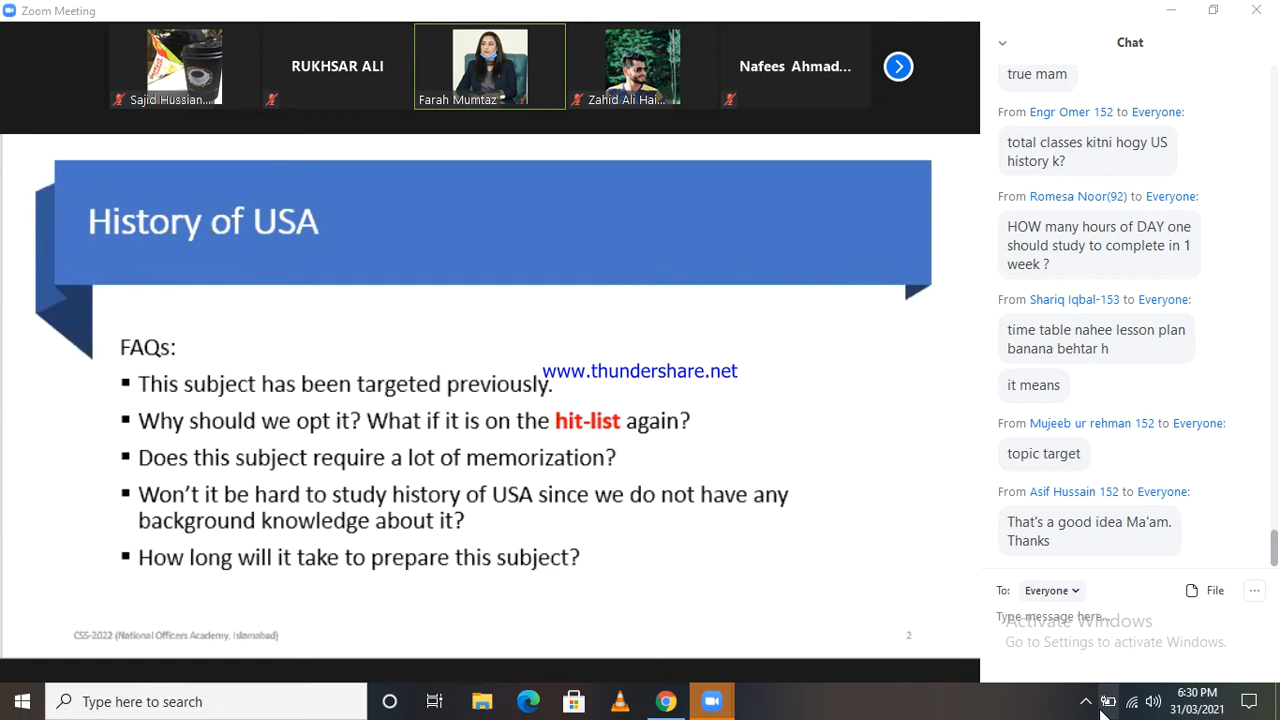 Zoom Meeting
Sajid Hussian...
RUKHSAR ALI
Farah Mumtaz
Zahid Ali Hai...
Nafees Ahmad...
History of USA
FAQs:
▪ This subject has been targeted previously.
www.thundershare.net
▪ Why should we opt it? What if it is on the hit-list again?
▪ Does this subject require a lot of memorization?
▪ Won't it be hard to study history of USA since we do not have any
background knowledge about it?
▪ How long will it take to prepare this subject?
CSS-2022 (National Officers Academy, Islamabad)
2
Chat
true mam
From Engr Omer 152 to Everyone:
total classes kitni hogy US
history k?
From Romesa Noor(92) to Everyone:
HOW many hours of DAY one
should study to complete in 1
week ?
From Shariq Iqbal-153 to Everyone:
time table nahee lesson plan
banana behtar h
it means
From Mujeeb ur rehman 152 to Everyone:
topic target
From Asif Hussain 152 to Everyone:
That's a good idea Ma'am.
Thanks
To: Everyone
File
Type message here...
Activate Windows
Go to Settings to activate Windows.
Type here to search
6:30 PM
31/03/2021